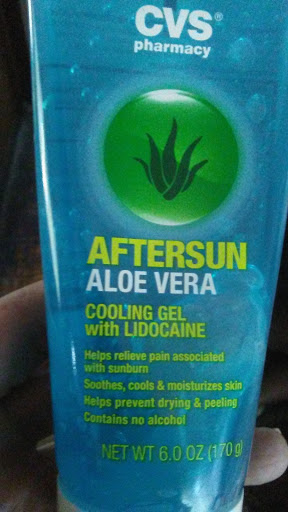 CVS®
pharmacy
AFTERSUN
ALOE VERA
COOLING GEL
with LIDOCAINE
Helps relieve pain associated
with sunburn
Soothes, cools & moisturizes skin
Helps prevent drying & peeling
Contains no alcohol
NET WT 6.0 OZ (170 g)